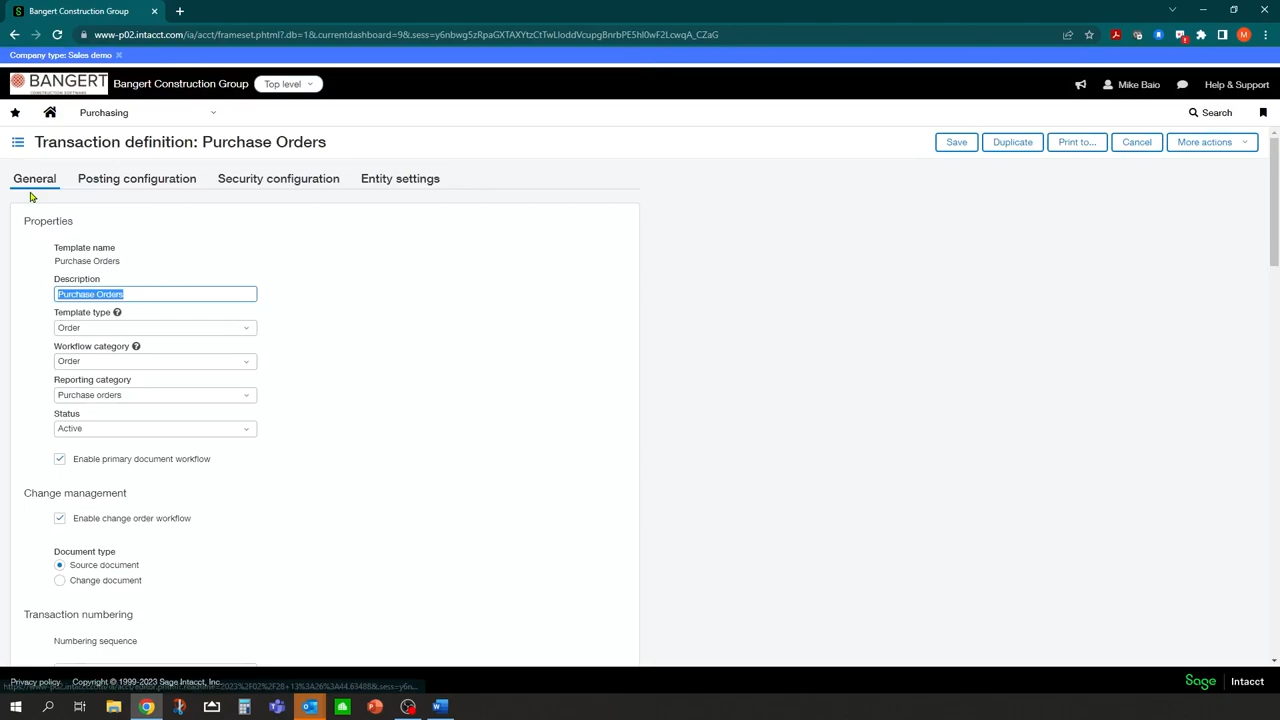 Bangert Construction Group
www-p02.intacct.com/ia/acct/frameset.phtml?.db=1&currentdashboard=9&.sess=y6nbwg5zRpaGXTAXYtzCtTwLloddVcupg8nrbPE5hl0wF2LcwqA_CZaG
Company type: Sales demo
BANGERT
CONSTRUCTION SOFTWARE
Bangert Construction Group
Top level
Mike Baio
Help & Support
Purchasing
Search
Transaction definition: Purchase Orders
Save
Duplicate
Print to...
Cancel
More actions
General
Posting configuration
Security configuration
Entity settings
Properties
Template name
Purchase Orders
Description
Purchase Orders
Template type
Order
Workflow category
Order
Reporting category
Purchase orders
Status
Active
Enable primary document workflow
Change management
Enable change order workflow
Document type
Source document
Change document
Transaction numbering
Numbering sequence
Privacy policy
Copyright © 1999-2023 Sage Intacct, Inc.
Sage
Intacct